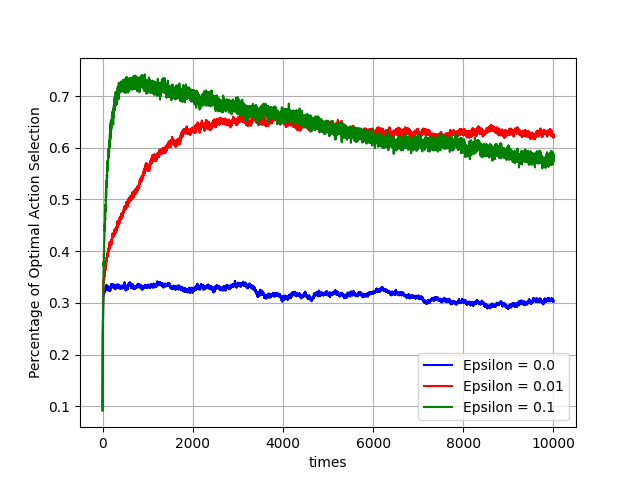 0.7
0.6
0.5
0.4
0.3
0.2
0.1
Percentage of Optimal Action Selection
0 2000 4000 6000 8000 10000
times
Epsilon = 0.0
Epsilon = 0.01
Epsilon = 0.1